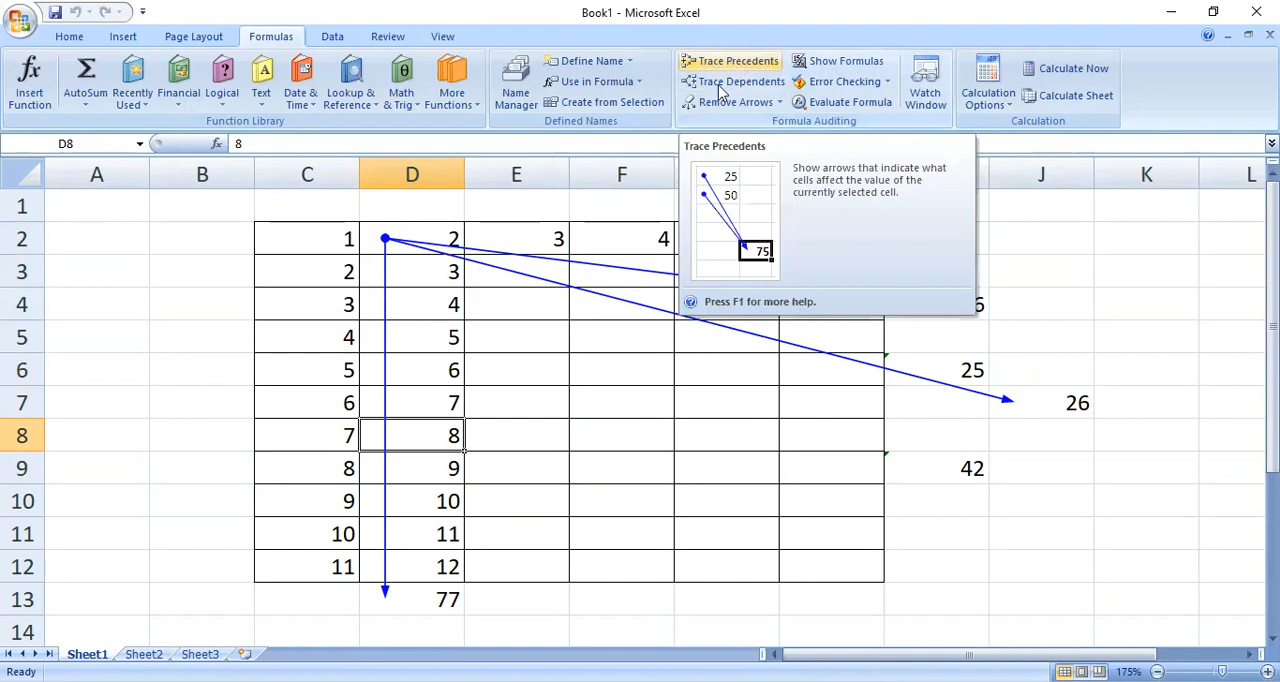 Book1 - Microsoft Excel
Home Insert Page Layout Formulas Data Review View
fx Insert Function
Σ AutoSum
Recently Used
Financial
Logical
? 
A Text
Date & Time
Lookup & Reference
θ Math & Trig
More Functions
Function Library
Name Manager
Define Name
Use in Formula
Create from Selection
Defined Names
Trace Precedents
Trace Dependents
Remove Arrows
Show Formulas
Error Checking
Evaluate Formula
Watch Window
Formula Auditing
Calculation Options
Calculate Now
Calculate Sheet
Calculation
D8 fx 8
Trace Precedents
25
50
75
Show arrows that indicate what
cells affect the value of the
currently selected cell.
Press F1 for more help.
A B C D E F J K L
1
2 1 2 3 4
3 2 3
4 3 4 6
5 4 5
6 5 6 25
7 6 7 26
8 7 8
9 8 9 42
10 9 10
11 10 11
12 11 12
13 77
14
Sheet1 Sheet2 Sheet3
Ready 175%